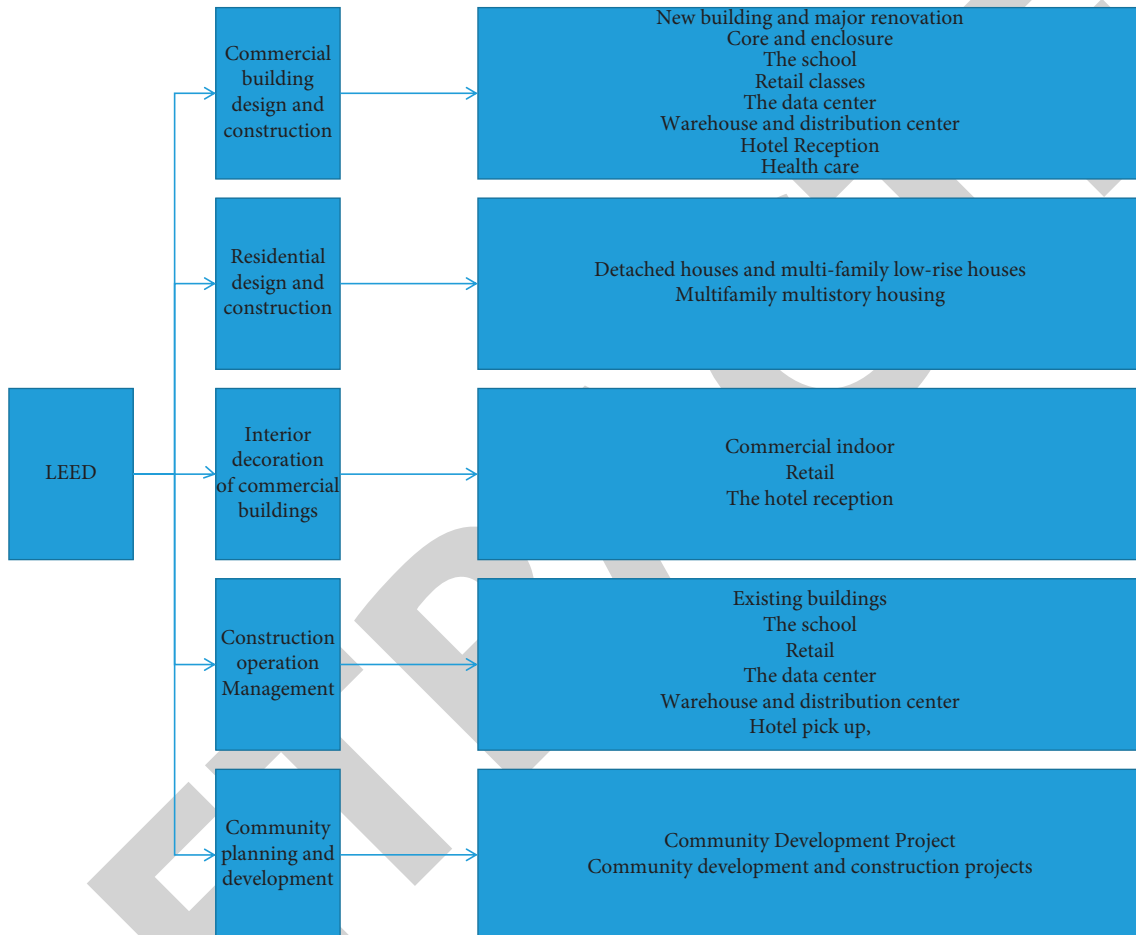 Commercial
building
design and
construction
New building and major renovation
Core and enclosure
The school
Retail classes
The data center
Warehouse and distribution center
Hotel Reception
Health care
Residential
design and
construction
Detached houses and multi-family low-rise houses
Multifamily multistory housing
LEED
Interior
decoration
of commercial
buildings
Commercial indoor
Retail
The hotel reception
Construction
operation
Management
Existing buildings
The school
Retail
The data center
Warehouse and distribution center
Hotel pick up,
Community
planning and
development
Community Development Project
Community development and construction projects